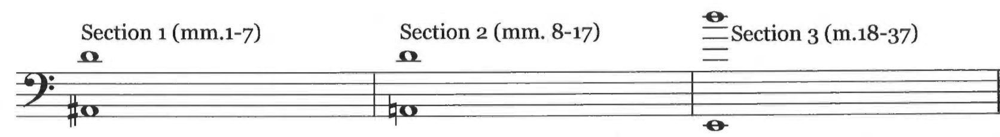 Section 1 (mm.1-7)
Section 2 (mm. 8-17)
Section 3 (m.18-37)